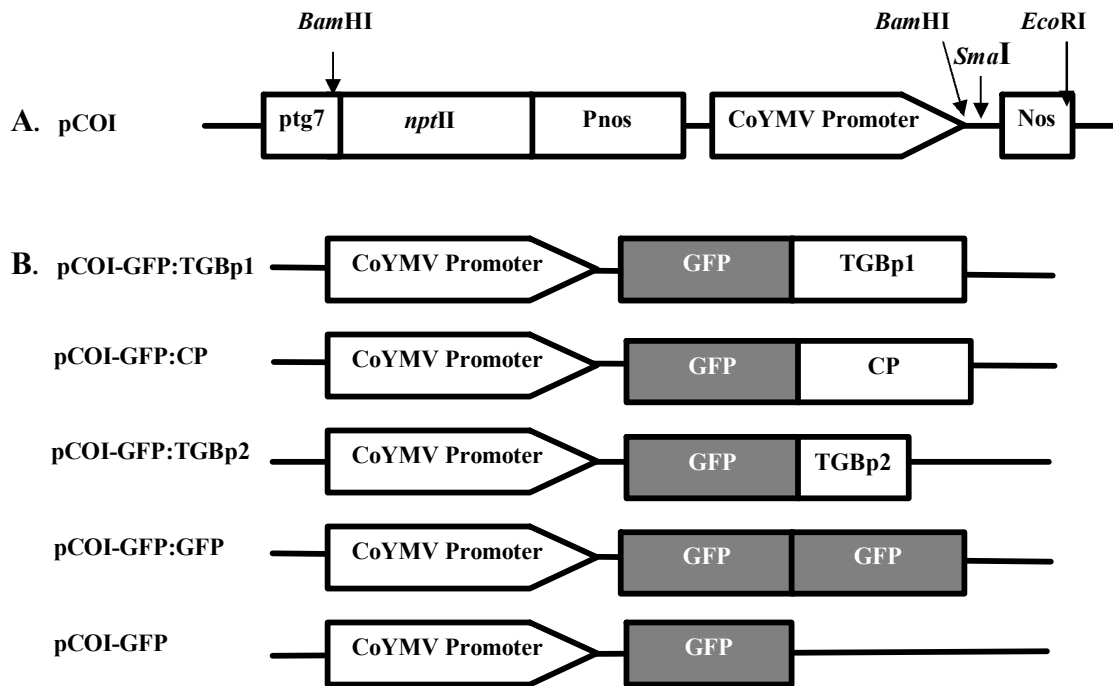 BamHI BamHI EcoRI
SmaI
A. pCOI ptg7 nptII Pnos CoYMV Promoter Nos
B. pCOI-GFP:TGBp1 CoYMV Promoter GFP TGBp1
pCOI-GFP:CP CoYMV Promoter GFP CP
pCOI-GFP:TGBp2 CoYMV Promoter GFP TGBp2
pCOI-GFP:GFP CoYMV Promoter GFP GFP
pCOI-GFP CoYMV Promoter GFP